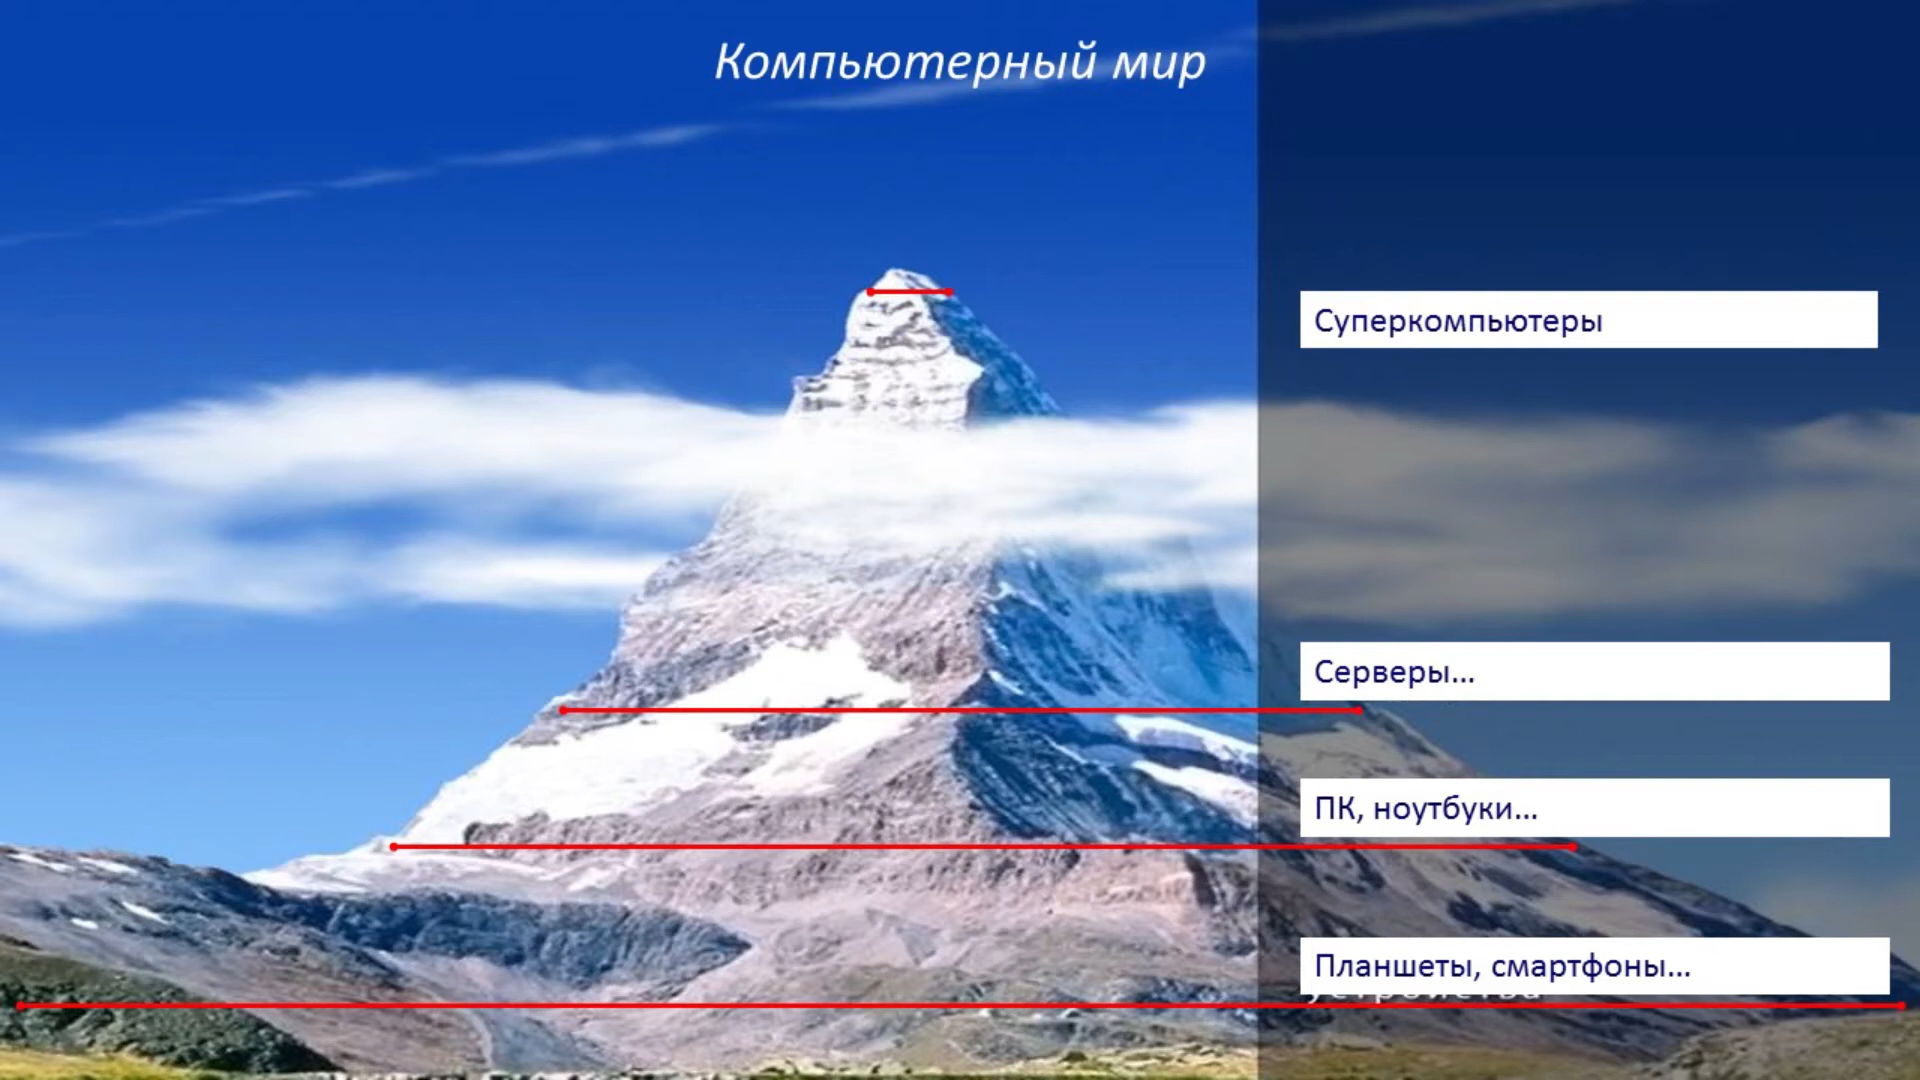 Компьютерный мир
Суперкомпьютеры
Серверы...
ПК, ноутбуки...
Планшеты, смартфоны...